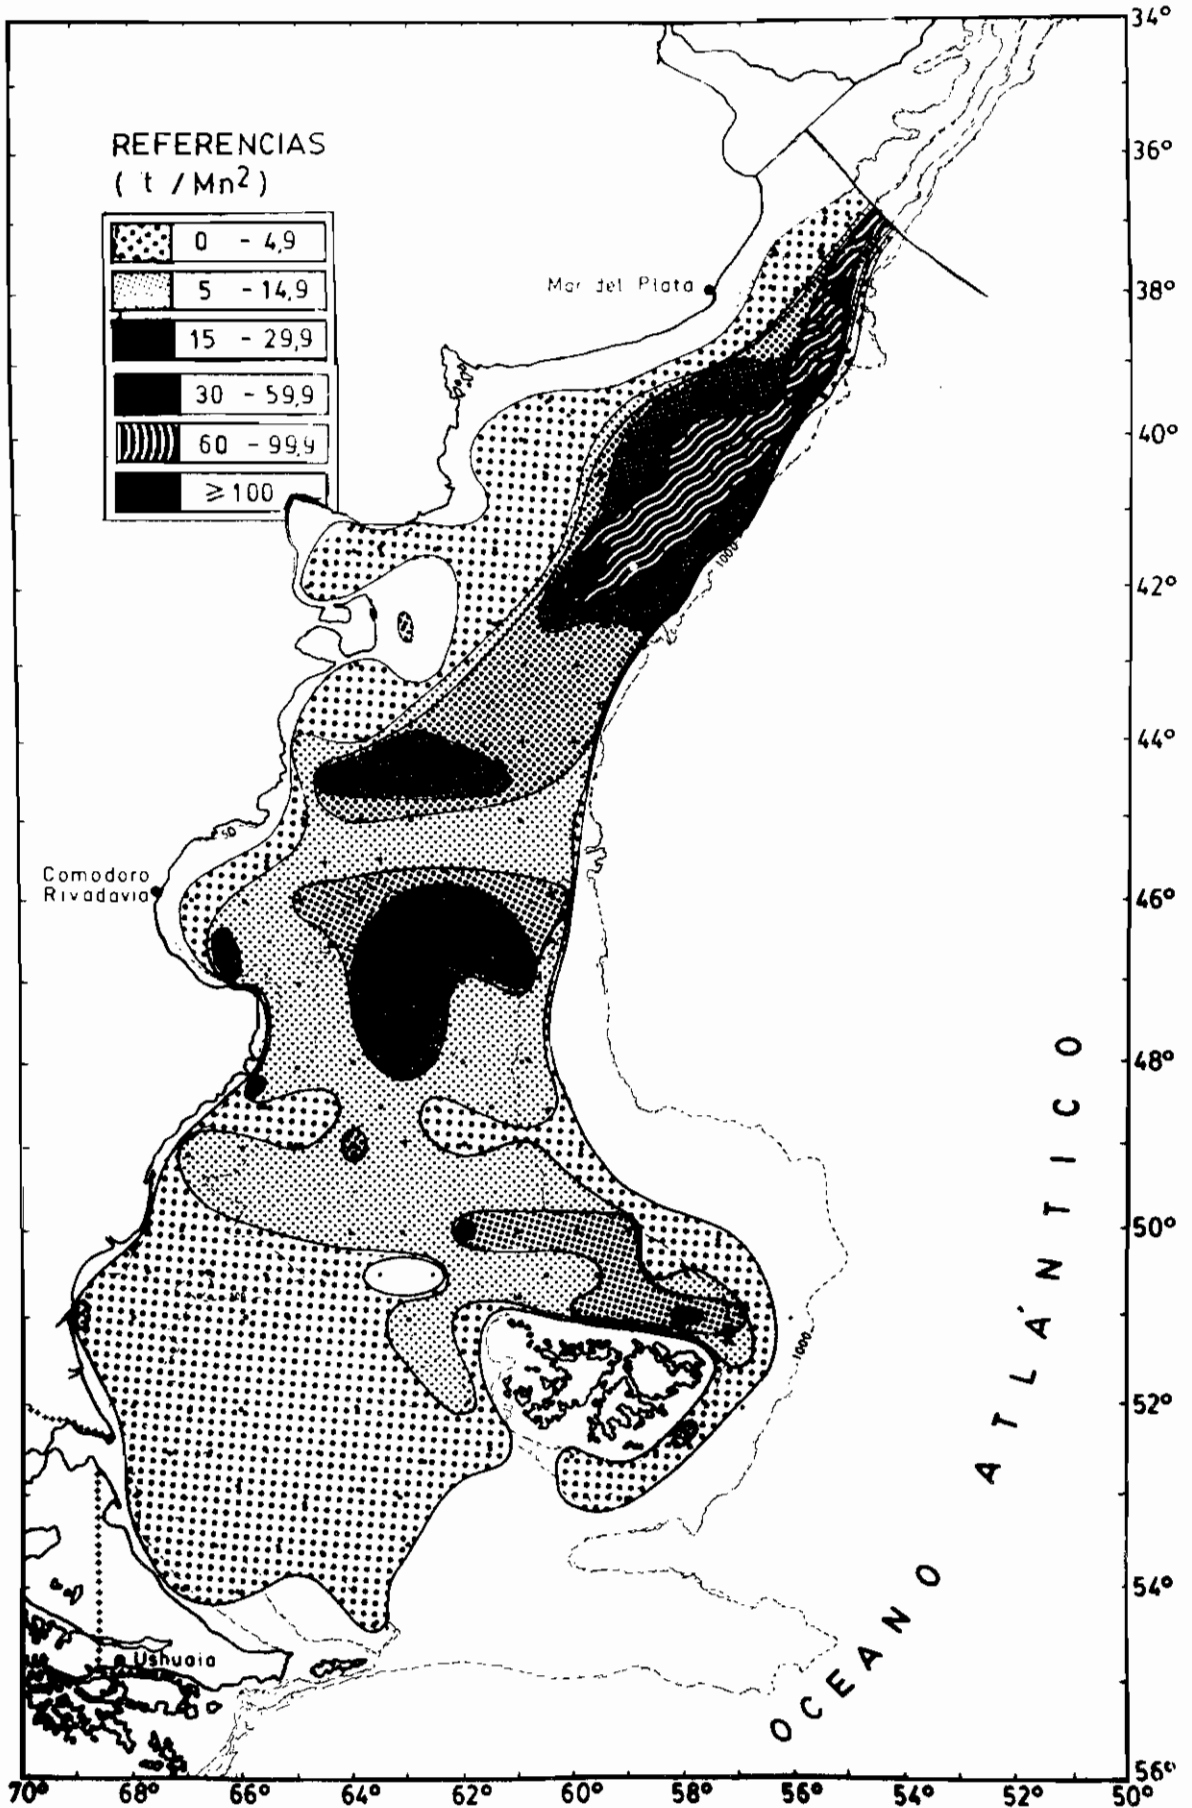 34°
REFERENCIAS
( t / Mn²)
0 - 4,9
5 - 14,9
15 - 29,9
30 - 59,9
60 - 99,9
≥ 100
36°
Mar del Plata
38°
40°
1000
42°
44°
50
Comodoro
Rivadavia
46°
48°
50°
1000
52°
54°
OCEANO ATLÁNTICO
Ushuaia
56°
70° 68° 66° 64° 62° 60° 58° 56° 54° 52° 50°